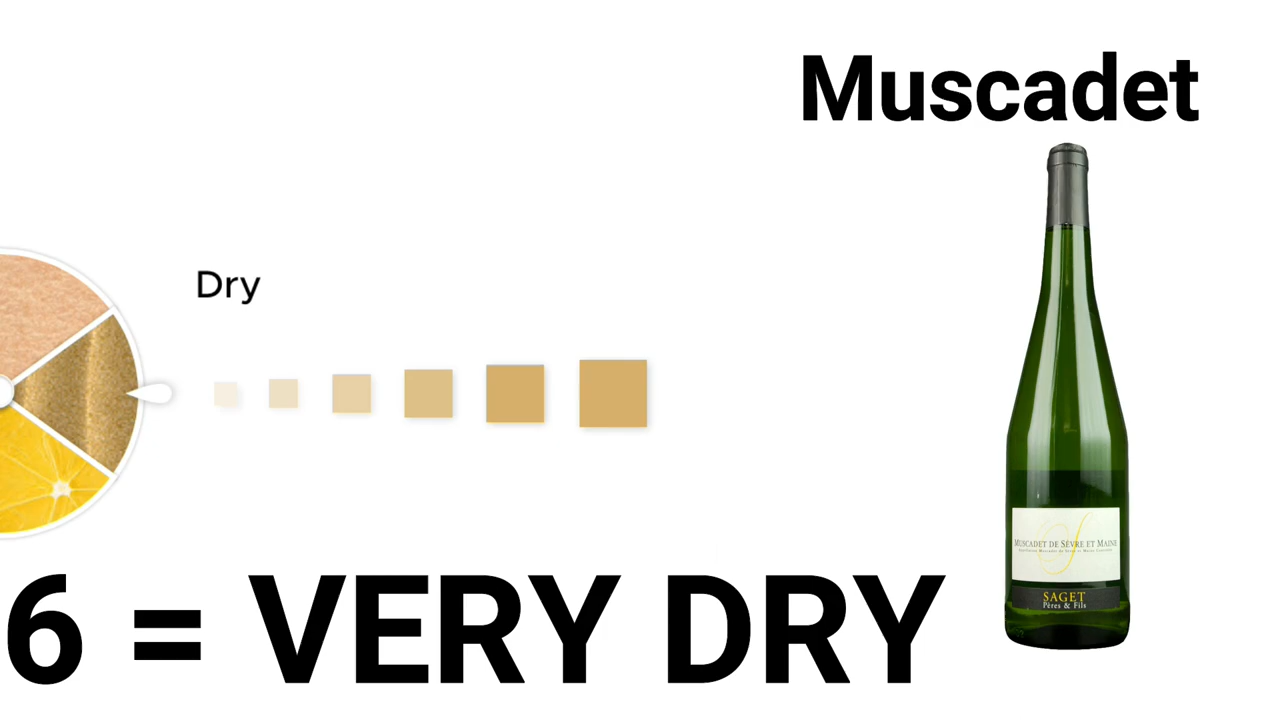 Muscadet
Dry
MUSCADET DE SÈVRE ET MAINE
SAGET
Pères & Fils
6 = VERY DRY